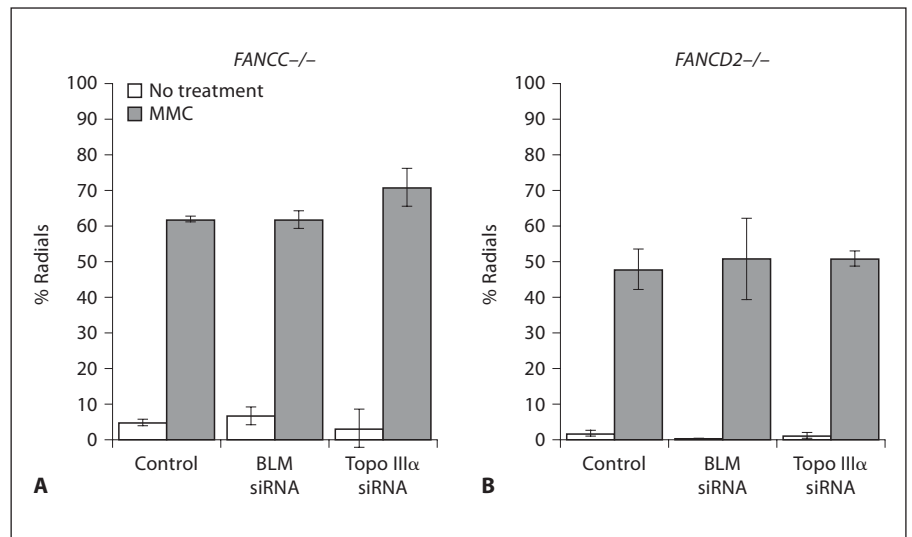 FANCC–/–
100
90
80
70
60
50
40
30
20
10
0
% Radials
No treatment
MMC
Control
BLM
siRNA
Topo IIIα
siRNA
A
FANCD2–/–
100
90
80
70
60
50
40
30
20
10
0
% Radials
Control
BLM
siRNA
Topo IIIα
siRNA
B